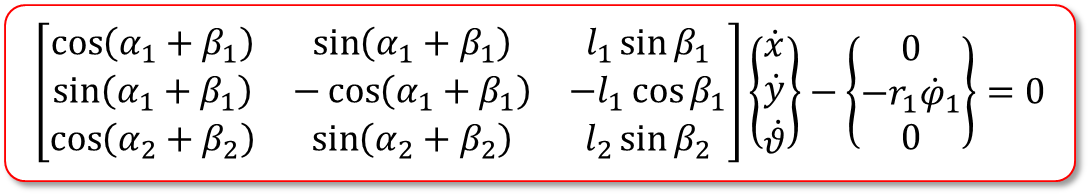 cos(α₁ + β₁) sin(α₁ + β₁) l₁ sin β₁ ẋ 0
sin(α₁ + β₁) − cos(α₁ + β₁) −l₁ cos β₁ ẏ − −r₁φ̇₁ = 0
cos(α₂ + β₂) sin(α₂ + β₂) l₂ sin β₂ ϑ̇ 0